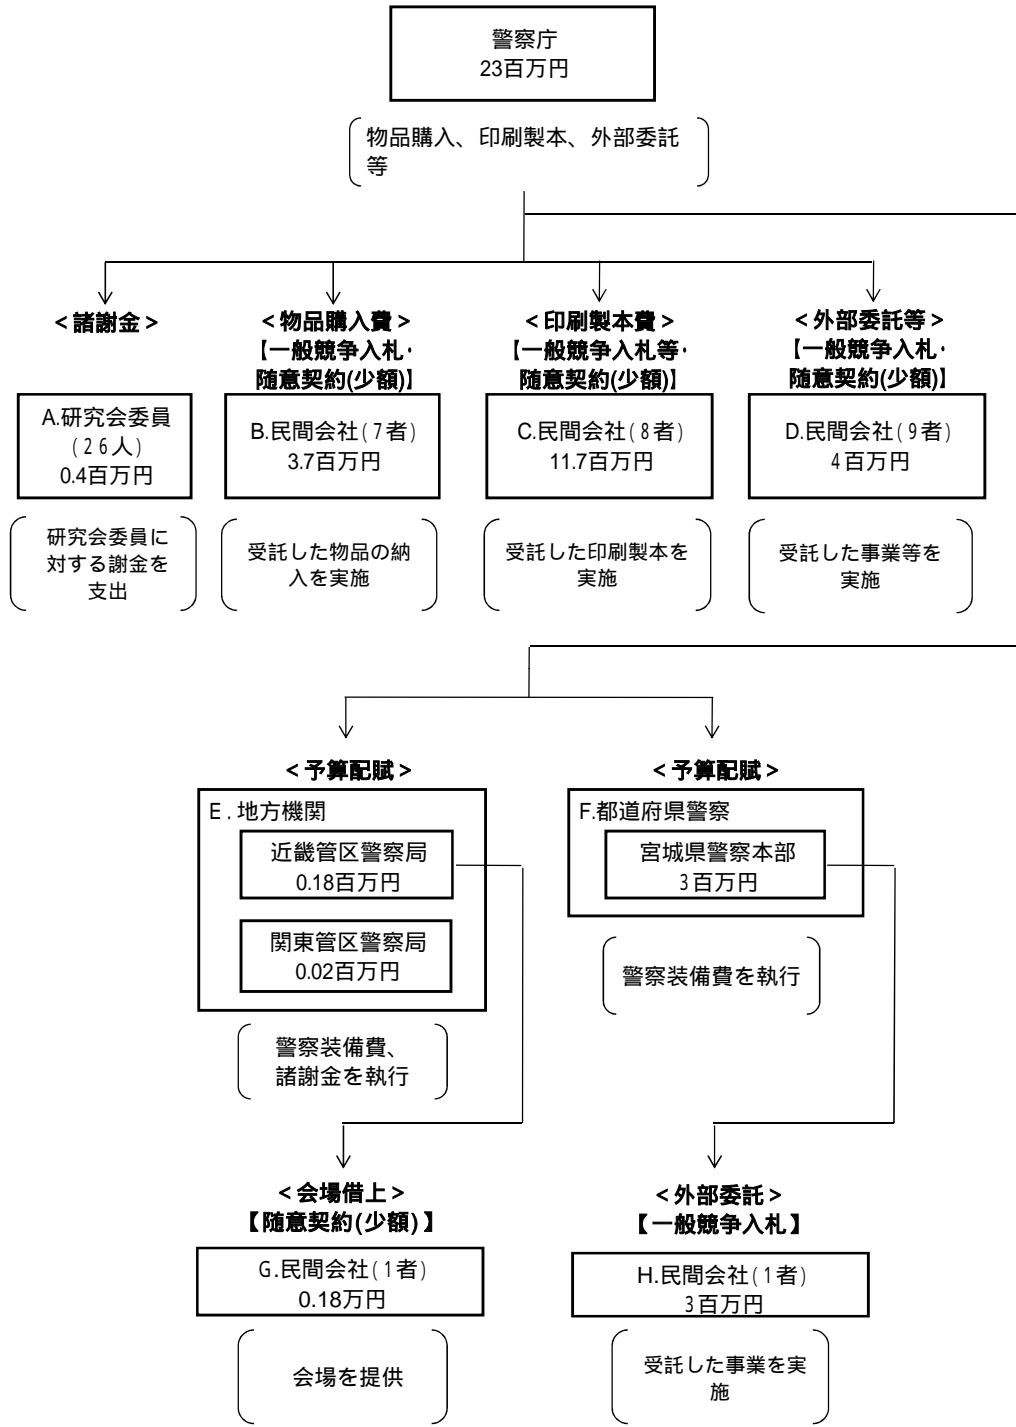 警察庁
23百万円
物品購入、印刷製本、外部委託
等
<諸謝金>
<物品購入費>
【一般競争入札・
随意契約(少額)】
<印刷製本費>
【一般競争入札等・
随意契約(少額)】
<外部委託等>
【一般競争入札・
随意契約(少額)】
A.研究会委員
(26人)
0.4百万円
B.民間会社(7者)
3.7百万円
C.民間会社(8者)
11.7百万円
D.民間会社(9者)
4百万円
研究会委員に
対する謝金を
支出
受託した物品の納
入を実施
受託した印刷製本を
実施
受託した事業等を
実施
<予算配賦>
<予算配賦>
E.地方機関
近畿管区警察局
0.18百万円
関東管区警察局
0.02百万円
F.都道府県警察
宮城県警察本部
3百万円
警察装備費、
諸謝金を執行
警察装備費を執行
<会場借上>
【随意契約(少額)】
<外部委託>
【一般競争入札】
G.民間会社(1者)
0.18万円
H.民間会社(1者)
3百万円
会場を提供
受託した事業を実
施